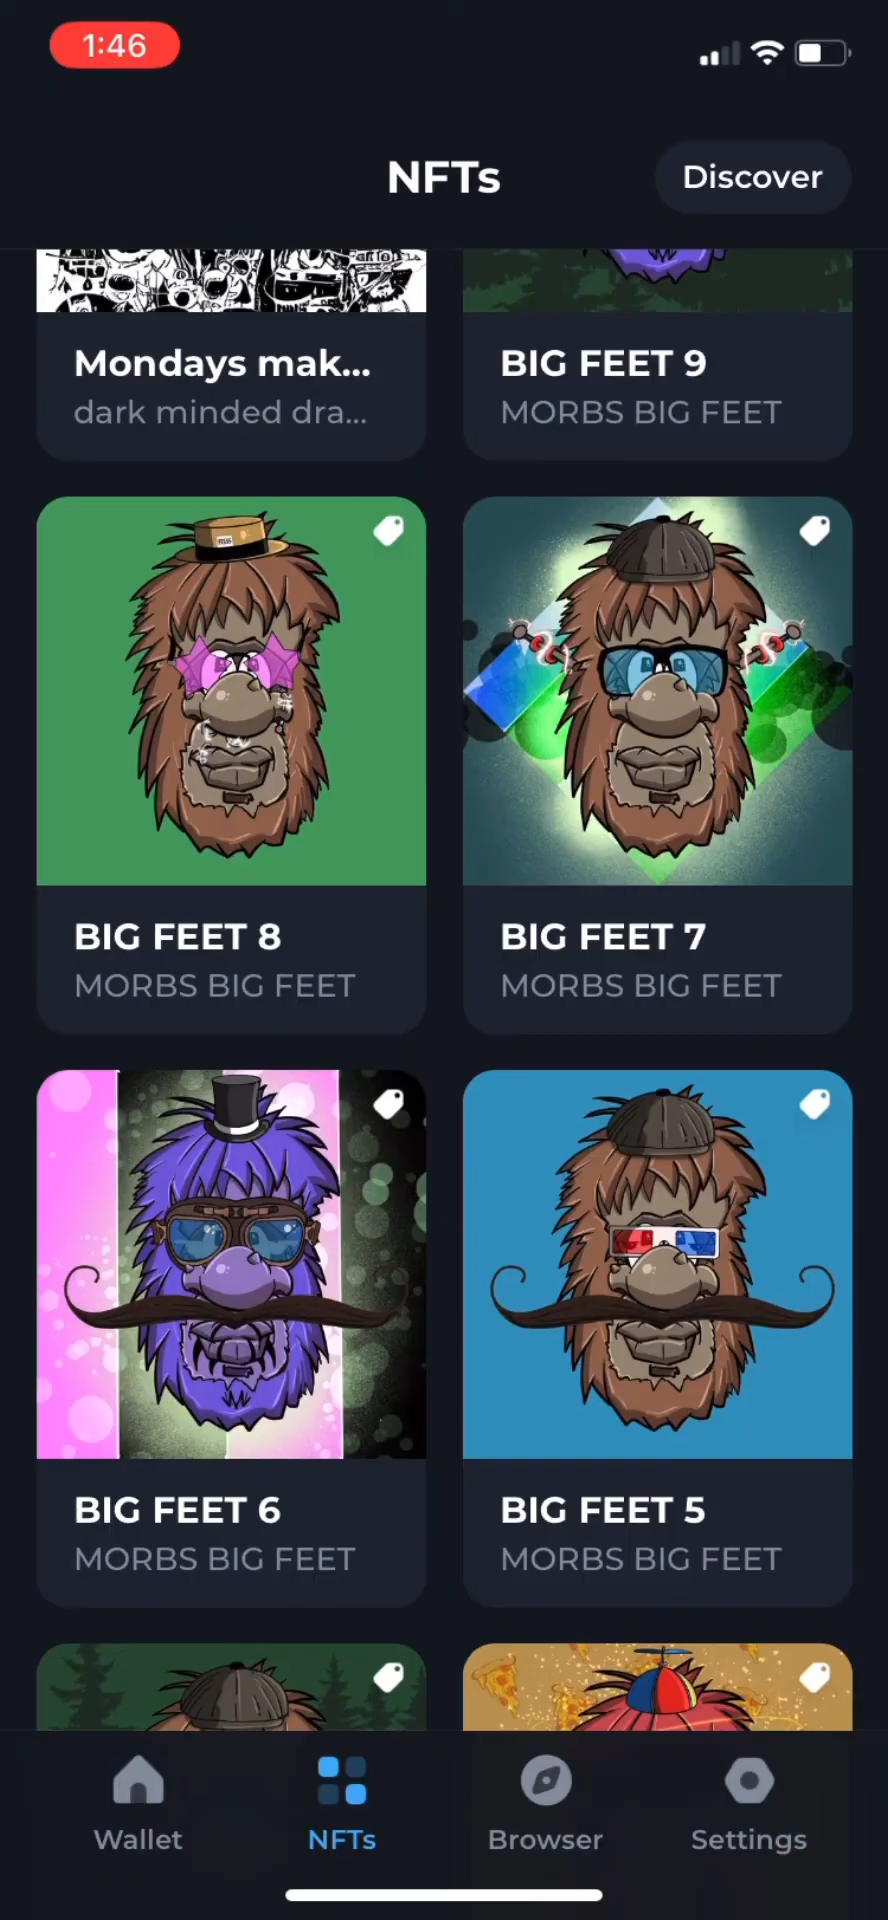 1:46
NFTs
Discover
Mondays mak...
dark minded dra...
BIG FEET 9
MORBS BIG FEET
BIG FEET 8
MORBS BIG FEET
BIG FEET 7
MORBS BIG FEET
BIG FEET 6
MORBS BIG FEET
BIG FEET 5
MORBS BIG FEET
Wallet
NFTs
Browser
Settings